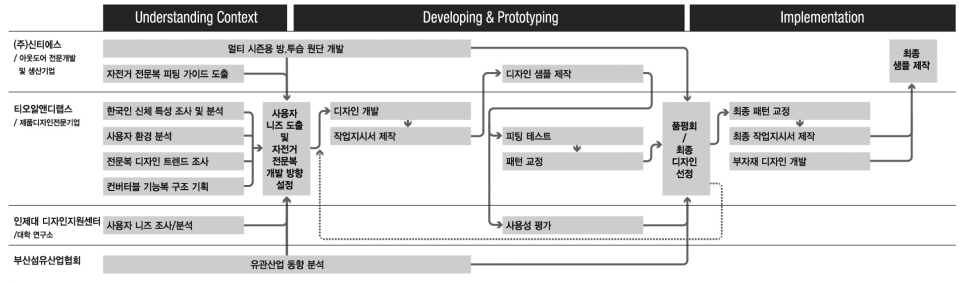 Understanding Context
Developing & Prototyping
Implementation
(주)신티에스
/ 아웃도어 전문개발
및 생산기업
멀티 시즌용 방,투습 원단 개발
자전거 전문복 피팅 가이드 도출
디자인 샘플 제작
최종
샘플 제작
티오알앤디랩스
/ 제품디자인전문기업
한국인 신체 특성 조사 및 분석
사용자 환경 분석
전문복 디자인 트렌드 조사
컨버터블 기능복 구조 기획
사용자
니즈 도출
및
자전거
전문복
개발 방향
설정
디자인 개발
작업지시서 제작
피팅 테스트
패턴 교정
품평회
/
최종
디자인
선정
최종 패턴 교정
최종 작업지시서 제작
부자재 디자인 개발
인제대 디자인지원센터
/대학 연구소
사용자 니즈 조사/분석
사용성 평가
부산섬유산업협회
유관산업 동향 분석